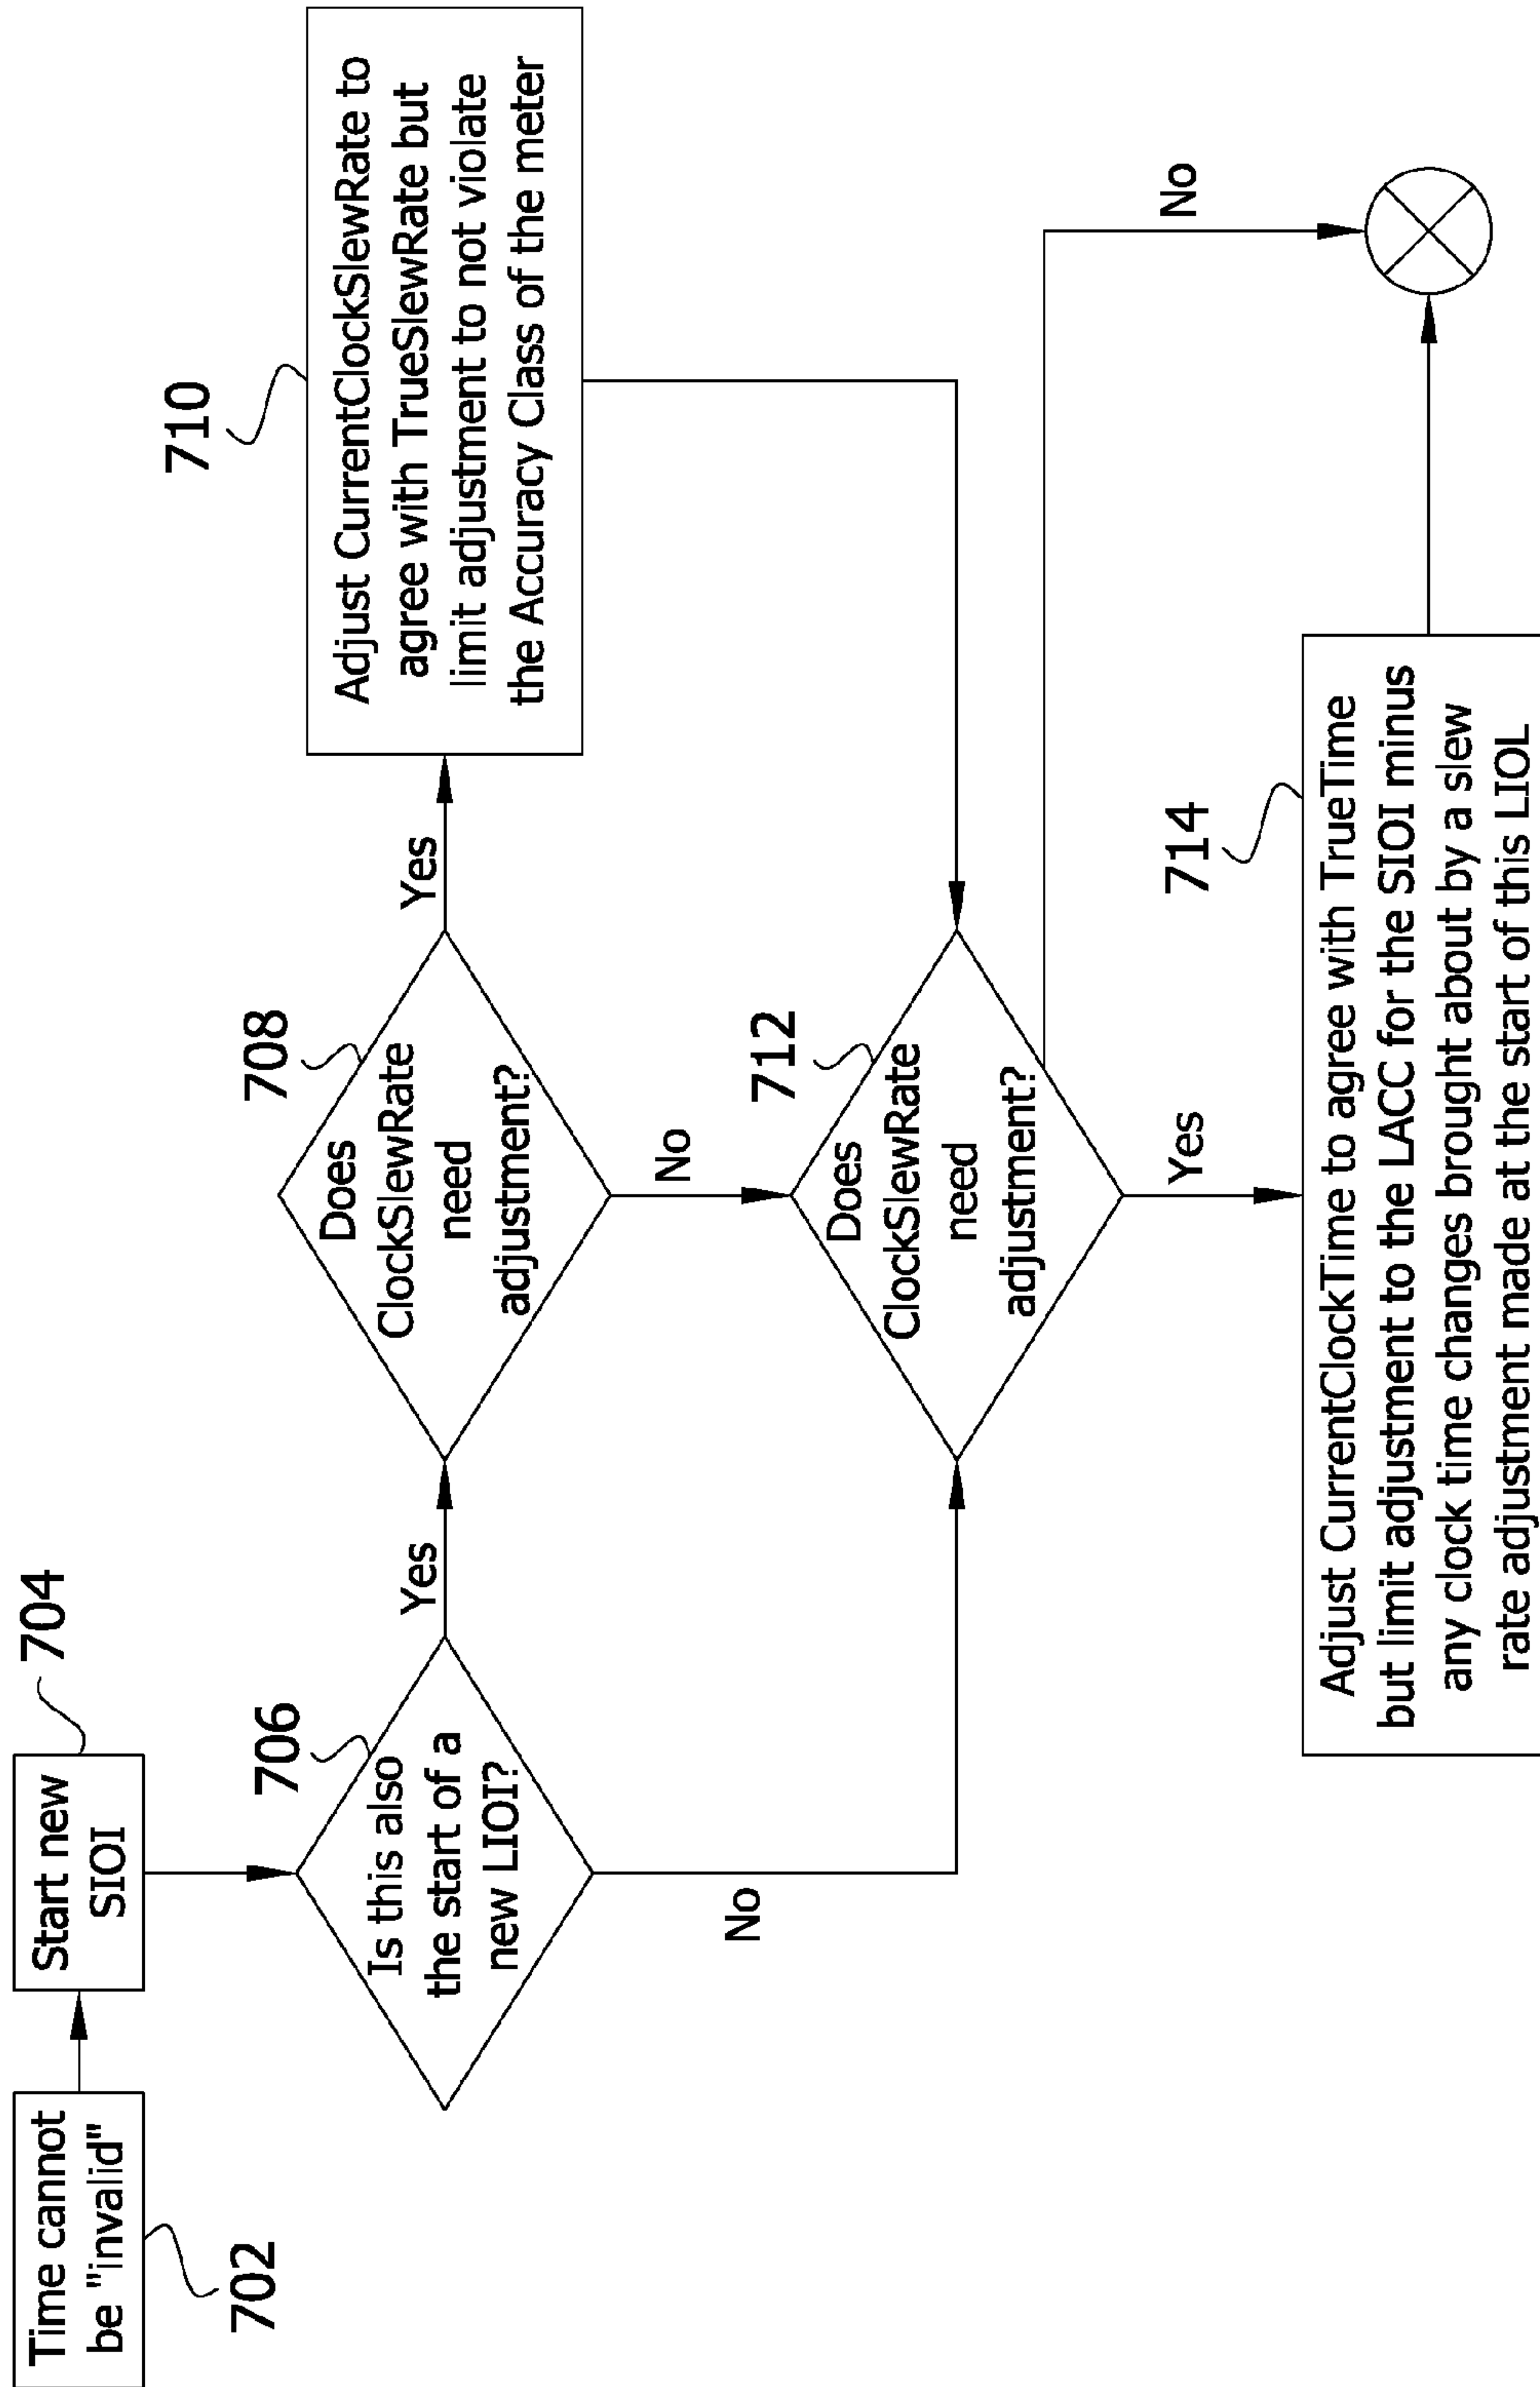 Time cannot
be "invalid"
702
Start new
SIOI
704
706
Is this also
the start of a
new LIOI?
Yes
No
708
Does
ClockSlewRate
need
adjustment?
Yes
No
710
Adjust CurrentClockSlewRate to
agree with TrueSlewRate but
limit adjustment to not violate
the Accuracy Class of the meter
712
Does
ClockSlewRate
need
adjustment?
No
Yes
714
Adjust CurrentClockTime to agree with TrueTime
but limit adjustment to the LACC for the SIOI minus
any clock time changes brought about by a slew
rate adjustment made at the start of this LIOL